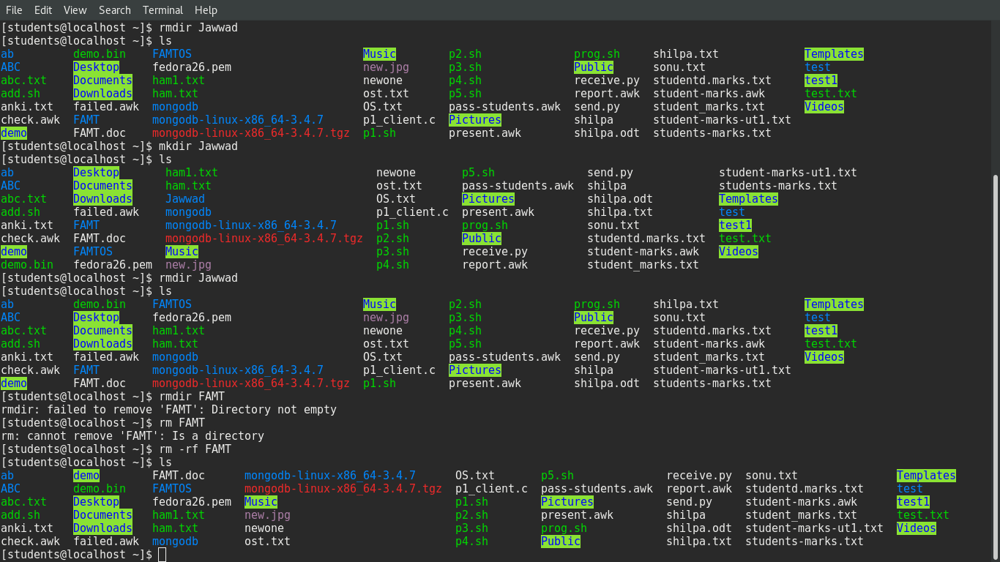 File Edit View Search Terminal Help
[students@localhost ~]$ rmdir Jawwad
[students@localhost ~]$ ls
ab demo.bin FAMTOS Music p2.sh prog.sh shilpa.txt Templates
ABC Desktop fedora26.pem new.jpg p3.sh Public sonu.txt test
abc.txt Documents ham1.txt newone p4.sh receive.py studentd.marks.txt test1
add.sh Downloads ham.txt ost.txt p5.sh report.awk student-marks.awk test.txt
anki.txt failed.awk mongodb OS.txt pass-students.awk send.py student_marks.txt Videos
check.awk FAMT mongodb-linux-x86_64-3.4.7 p1_client.c Pictures shilpa student-marks-ut1.txt
demo FAMT.doc mongodb-linux-x86_64-3.4.7.tgz p1.sh present.awk shilpa.odt students-marks.txt
[students@localhost ~]$ mkdir Jawwad
[students@localhost ~]$ ls
ab Desktop ham1.txt newone p5.sh send.py student-marks-ut1.txt
ABC Documents ham.txt ost.txt pass-students.awk shilpa students-marks.txt
abc.txt Downloads Jawwad OS.txt Pictures shilpa.odt Templates
add.sh failed.awk mongodb p1_client.c present.awk shilpa.txt test
anki.txt FAMT mongodb-linux-x86_64-3.4.7 p1.sh prog.sh sonu.txt test1
check.awk FAMT.doc mongodb-linux-x86_64-3.4.7.tgz p2.sh Public studentd.marks.txt test.txt
demo FAMTOS Music p3.sh receive.py student-marks.awk Videos
demo.bin fedora26.pem new.jpg p4.sh report.awk student_marks.txt
[students@localhost ~]$ rmdir Jawwad
[students@localhost ~]$ ls
ab demo.bin FAMTOS Music p2.sh prog.sh shilpa.txt Templates
ABC Desktop fedora26.pem new.jpg p3.sh Public sonu.txt test
abc.txt Documents ham1.txt newone p4.sh receive.py studentd.marks.txt test1
add.sh Downloads ham.txt ost.txt p5.sh report.awk student-marks.awk test.txt
anki.txt failed.awk mongodb OS.txt pass-students.awk send.py student_marks.txt Videos
check.awk FAMT mongodb-linux-x86_64-3.4.7 p1_client.c Pictures shilpa student-marks-ut1.txt
demo FAMT.doc mongodb-linux-x86_64-3.4.7.tgz p1.sh present.awk shilpa.odt students-marks.txt
[students@localhost ~]$ rmdir FAMT
rmdir: failed to remove 'FAMT': Directory not empty
[students@localhost ~]$ rm FAMT
rm: cannot remove 'FAMT': Is a directory
[students@localhost ~]$ rm -rf FAMT
[students@localhost ~]$ ls
ab demo FAMT.doc mongodb-linux-x86_64-3.4.7 OS.txt p5.sh receive.py sonu.txt Templates
ABC demo.bin FAMTOS mongodb-linux-x86_64-3.4.7.tgz p1_client.c pass-students.awk report.awk studentd.marks.txt test
abc.txt Desktop fedora26.pem Music p1.sh Pictures send.py student-marks.awk test1
add.sh Documents ham1.txt new.jpg p2.sh present.awk shilpa student_marks.txt test.txt
anki.txt Downloads ham.txt newone p3.sh prog.sh shilpa.odt student-marks-ut1.txt Videos
check.awk failed.awk mongodb ost.txt p4.sh Public shilpa.txt students-marks.txt
[students@localhost ~]$